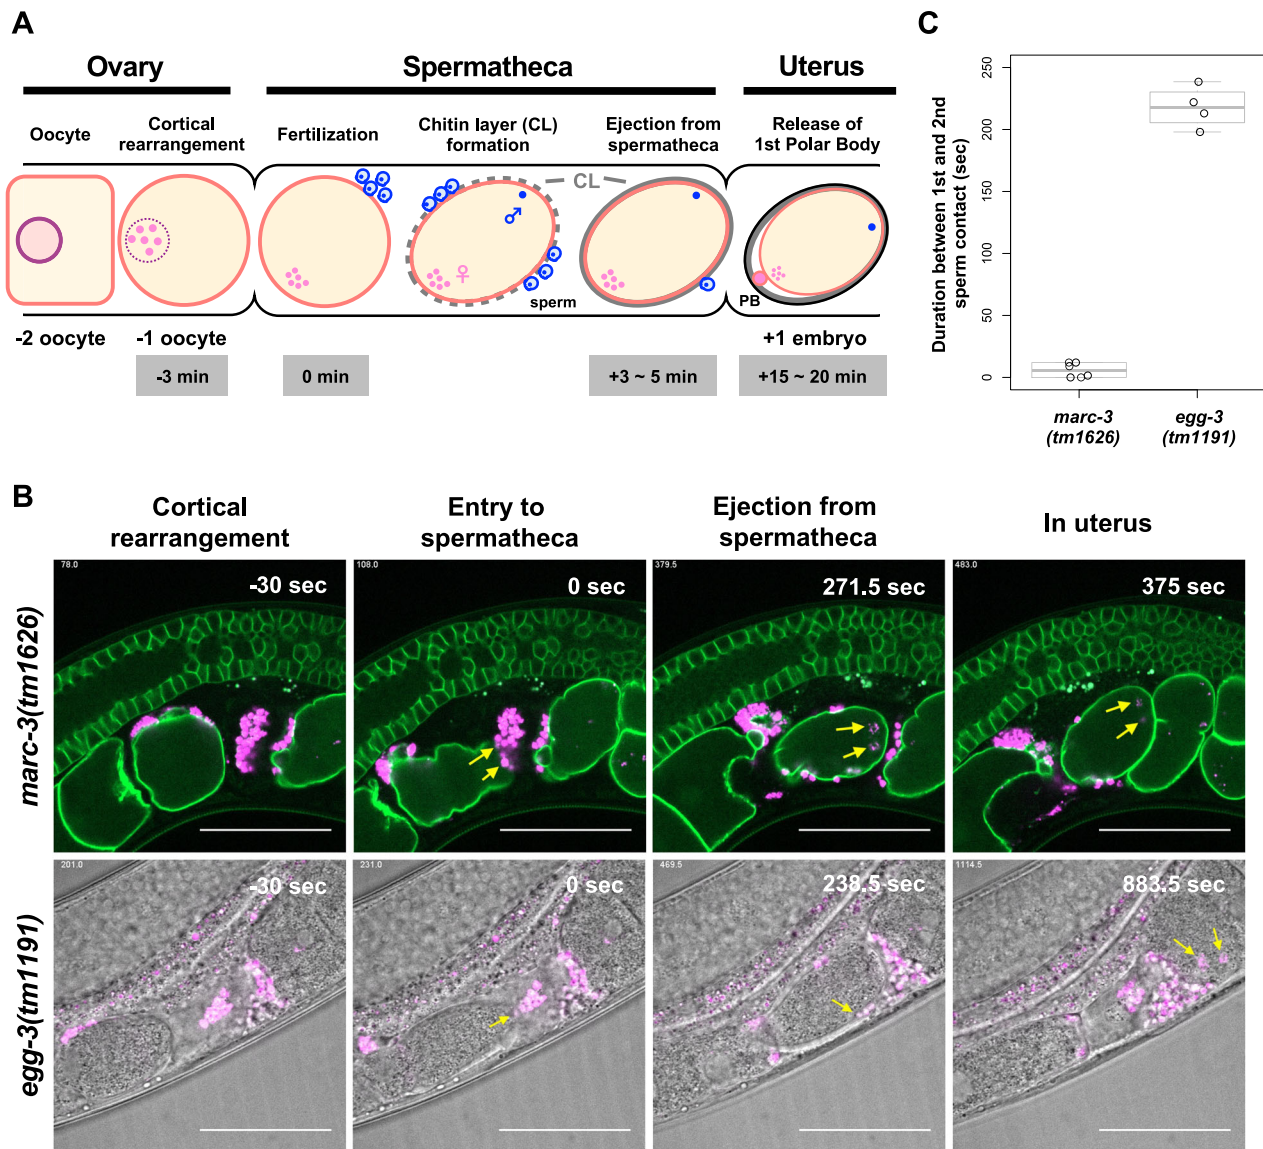 A
Ovary
Spermatheca
Uterus
Oocyte
Cortical
rearrangement
Fertilization
Chitin layer (CL)
formation
Ejection from
spermatheca
Release of
1st Polar Body
CL
♂
♀
sperm
PB
-2 oocyte
-1 oocyte
+1 embryo
-3 min
0 min
+3 ~ 5 min
+15 ~ 20 min
C
Duration between 1st and 2nd
sperm contact (sec)
250
200
150
100
50
0
marc-3
(tm1626)
egg-3
(tm1191)
B
Cortical
rearrangement
Entry to
spermatheca
Ejection from
spermatheca
In uterus
marc-3(tm1626)
78.0
-30 sec
108.0
0 sec
379.5
271.5 sec
483.0
375 sec
egg-3(tm1191)
201.0
-30 sec
231.0
0 sec
469.5
238.5 sec
1114.5
883.5 sec